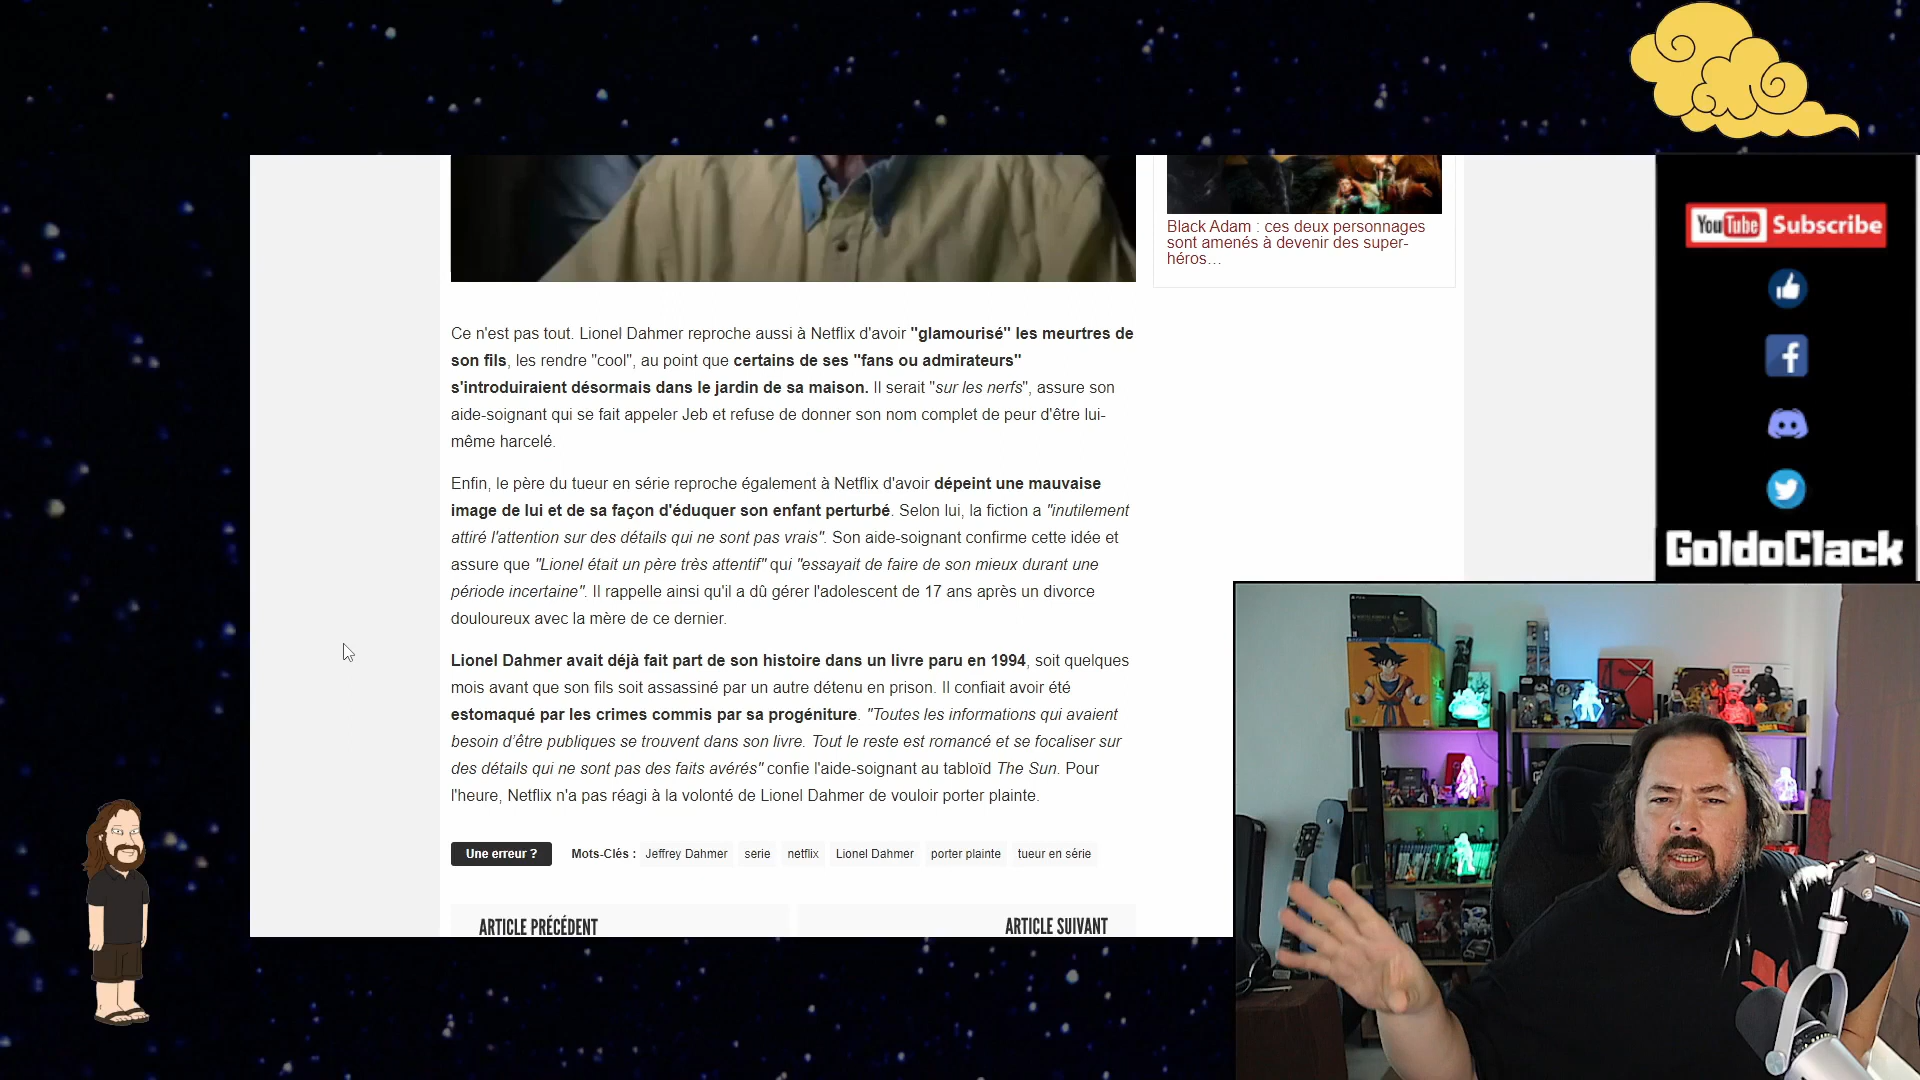 Black Adam : ces deux personnages
sont amenés à devenir des super-
héros…
YouTube Subscribe
GoldoClack
Ce n'est pas tout. Lionel Dahmer reproche aussi à Netflix d'avoir "glamourisé" les meurtres de
son fils, les rendre "cool", au point que certains de ses "fans ou admirateurs"
s'introduiraient désormais dans le jardin de sa maison. Il serait "sur les nerfs", assure son
aide-soignant qui se fait appeler Jeb et refuse de donner son nom complet de peur d'être lui-
même harcelé.
Enfin, le père du tueur en série reproche également à Netflix d'avoir dépeint une mauvaise
image de lui et de sa façon d'éduquer son enfant perturbé. Selon lui, la fiction a "inutilement
attiré l'attention sur des détails qui ne sont pas vrais". Son aide-soignant confirme cette idée et
assure que "Lionel était un père très attentif" qui "essayait de faire de son mieux durant une
période incertaine". Il rappelle ainsi qu'il a dû gérer l'adolescent de 17 ans après un divorce
douloureux avec la mère de ce dernier.
Lionel Dahmer avait déjà fait part de son histoire dans un livre paru en 1994, soit quelques
mois avant que son fils soit assassiné par un autre détenu en prison. Il confiait avoir été
estomaqué par les crimes commis par sa progéniture. "Toutes les informations qui avaient
besoin d’être publiques se trouvent dans son livre. Tout le reste est romancé et se focaliser sur
des détails qui ne sont pas des faits avérés" confie l'aide-soignant au tabloïd The Sun. Pour
l'heure, Netflix n'a pas réagi à la volonté de Lionel Dahmer de vouloir porter plainte.
Une erreur ? Mots-Clés : Jeffrey Dahmer serie netflix Lionel Dahmer porter plainte tueur en série
ARTICLE PRÉCÉDENT
ARTICLE SUIVANT